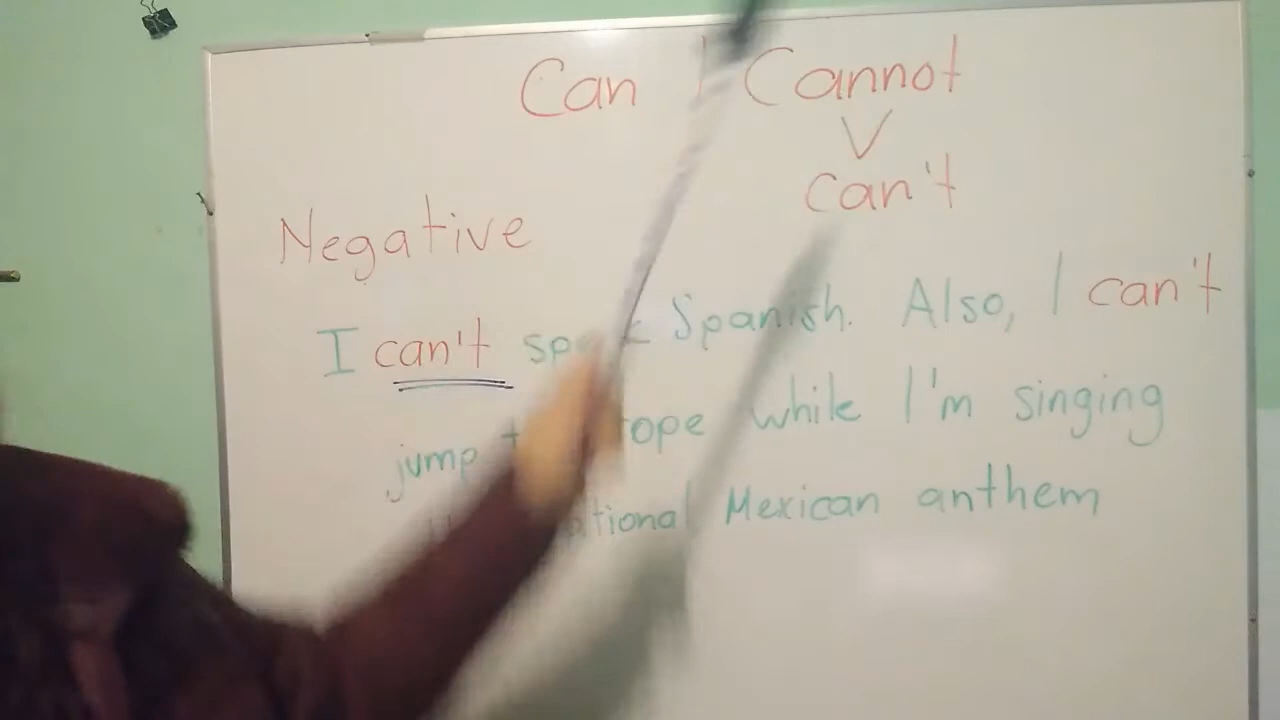 Can / Cannot
can't
Negative
I can't Spanish. Also, I can't
jump rope while I'm singing
Mexican anthem